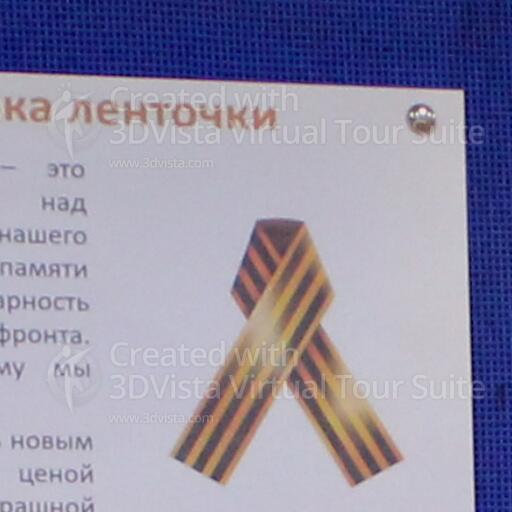 ка ленточки
– это
над
нашего
памяти
арность
фронта.
му мы
новым
ценой
рашной
Created with
3DVista Virtual Tour Suite
www.3dvista.com
Created with
3DVista Virtual Tour Suite
www.3dvista.com